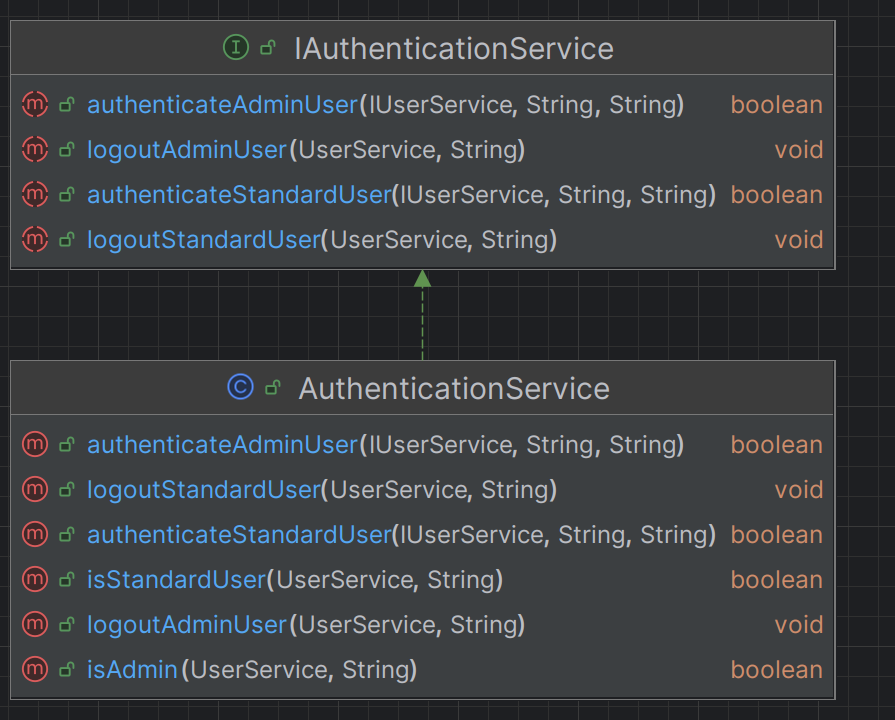 I IAuthenticationService
m authenticateAdminUser(IUserService, String, String) boolean
m logoutAdminUser(UserService, String) void
m authenticateStandardUser(IUserService, String, String) boolean
m logoutStandardUser(UserService, String) void
C AuthenticationService
m authenticateAdminUser(IUserService, String, String) boolean
m logoutStandardUser(UserService, String) void
m authenticateStandardUser(IUserService, String, String) boolean
m isStandardUser(UserService, String) boolean
m logoutAdminUser(UserService, String) void
m isAdmin(UserService, String) boolean